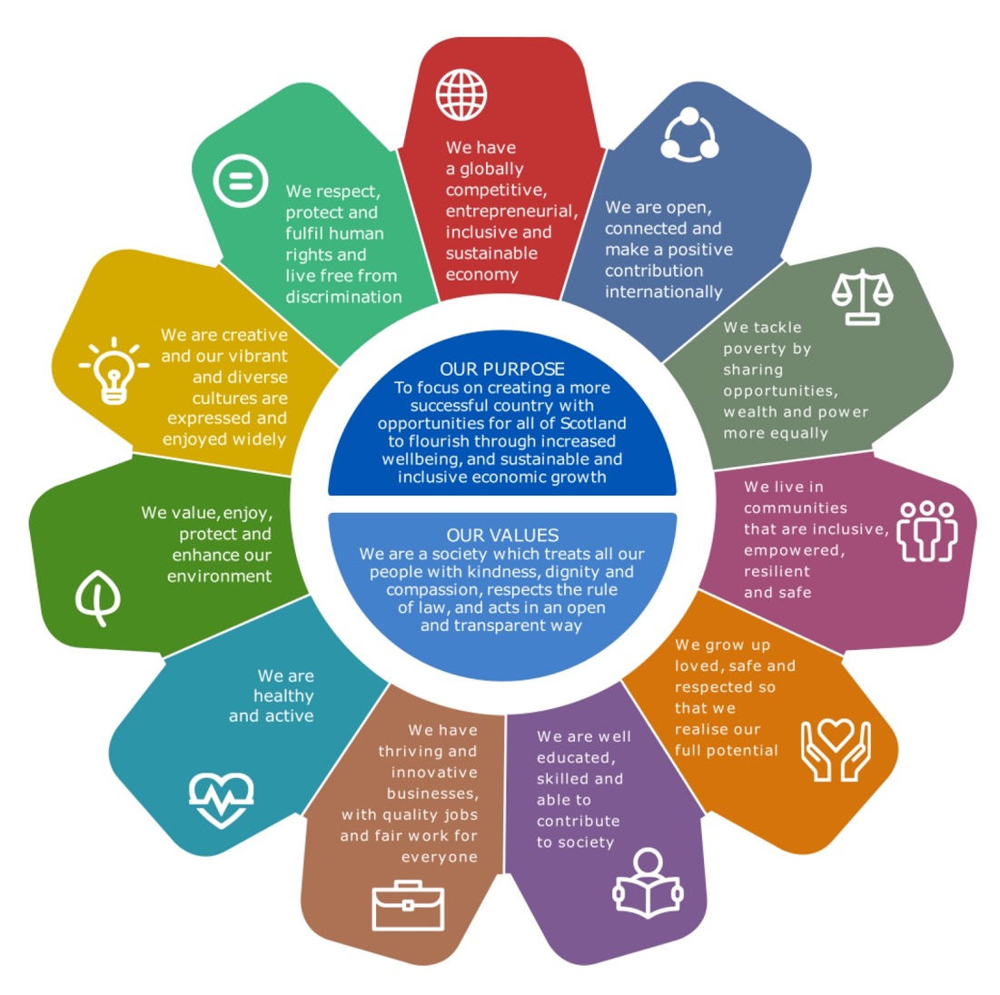 We have
a globally
competitive,
entrepreneurial,
inclusive and
sustainable
economy
We are open,
connected and
make a positive
contribution
internationally
We tackle
poverty by
sharing
opportunities,
wealth and power
more equally
We live in
communities
that are inclusive,
empowered,
resilient
and safe
We grow up
loved, safe and
respected so
that we
realise our
full potential
We are well
educated,
skilled and
able to
contribute
to society
We have
thriving and
innovative
businesses,
with quality jobs
and fair work for
everyone
We are
healthy
and active
We value, enjoy,
protect and
enhance our
environment
We are creative
and our vibrant
and diverse
cultures are
expressed and
enjoyed widely
We respect,
protect and
fulfil human
rights and
live free from
discrimination
OUR PURPOSE
To focus on creating a more
successful country with
opportunities for all of Scotland
to flourish through increased
wellbeing, and sustainable and
inclusive economic growth
OUR VALUES
We are a society which treats all our
people with kindness, dignity and
compassion, respects the rule
of law, and acts in an open
and transparent way